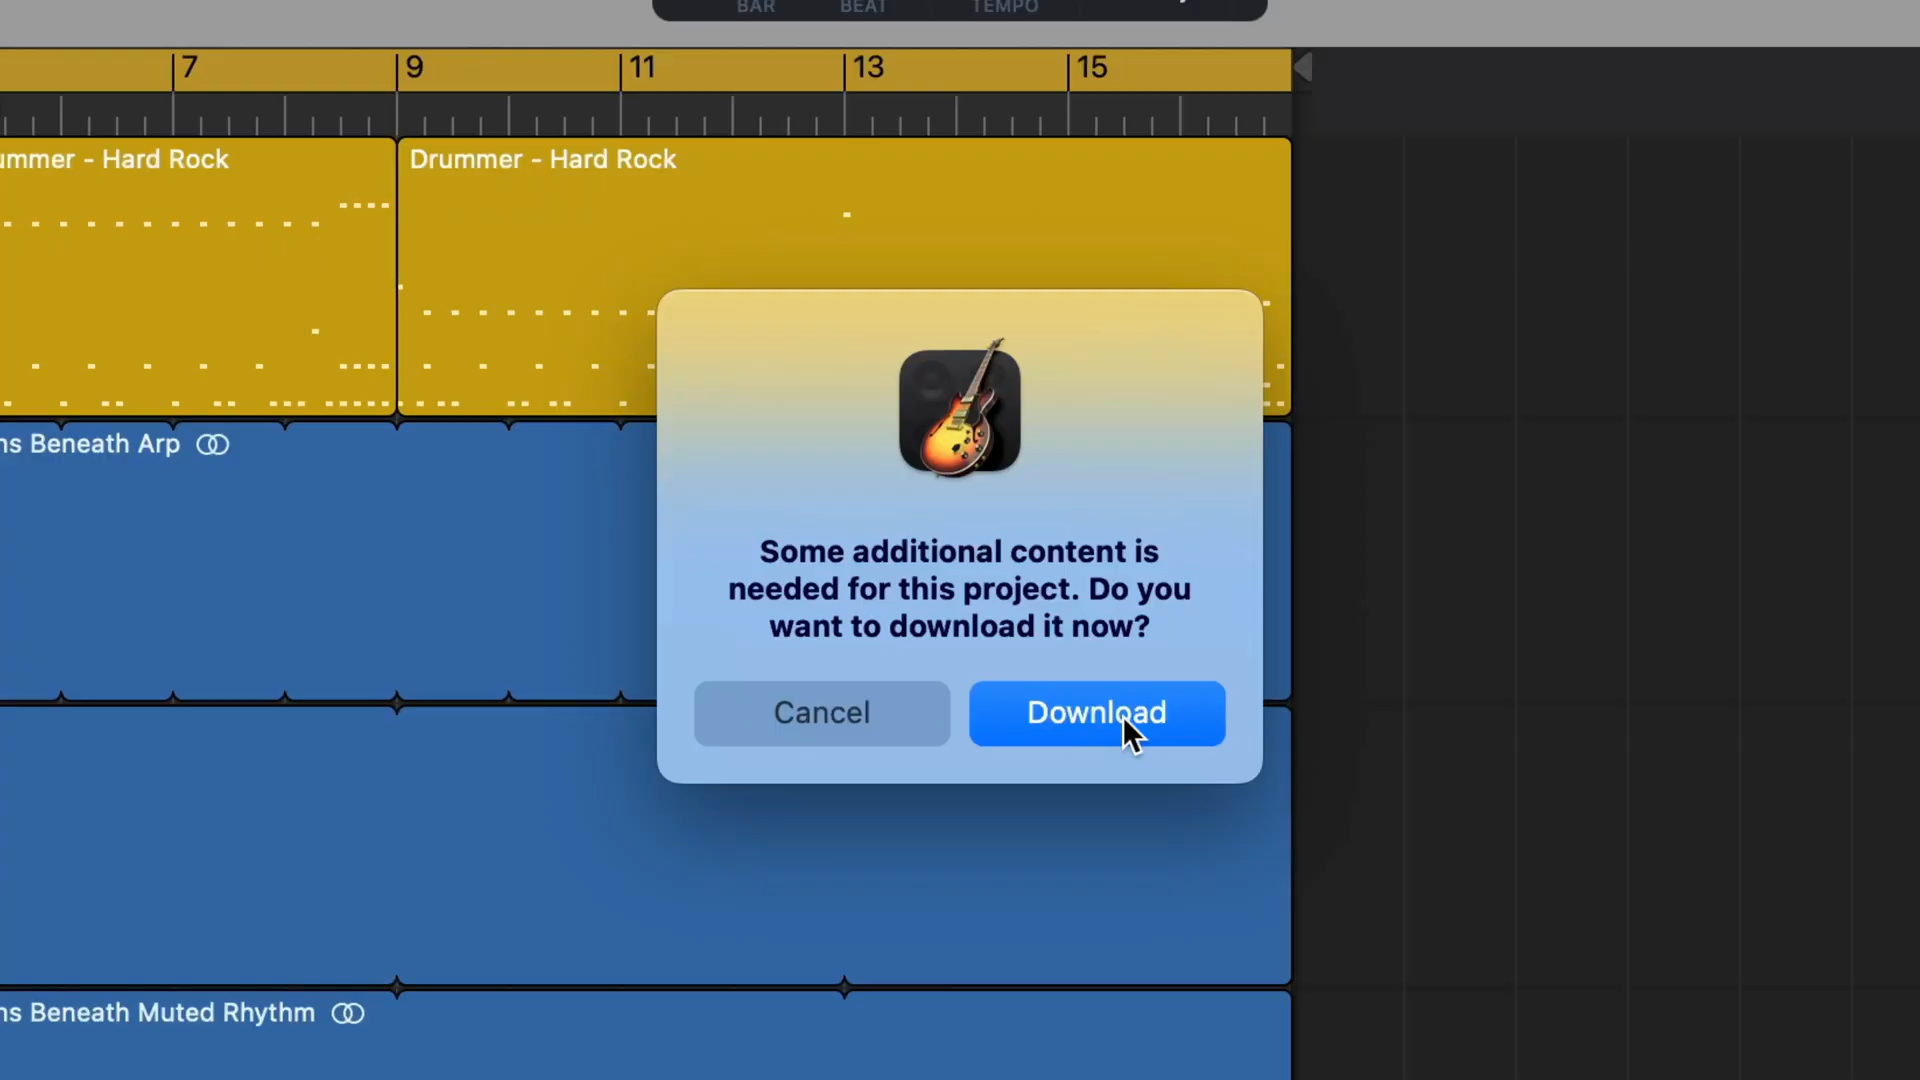 BAR BEAT TEMPO
7 9 11 13 15
ummer - Hard Rock
Drummer - Hard Rock
ns Beneath Arp
Some additional content is
needed for this project. Do you
want to download it now?
Cancel
Download
ns Beneath Muted Rhythm